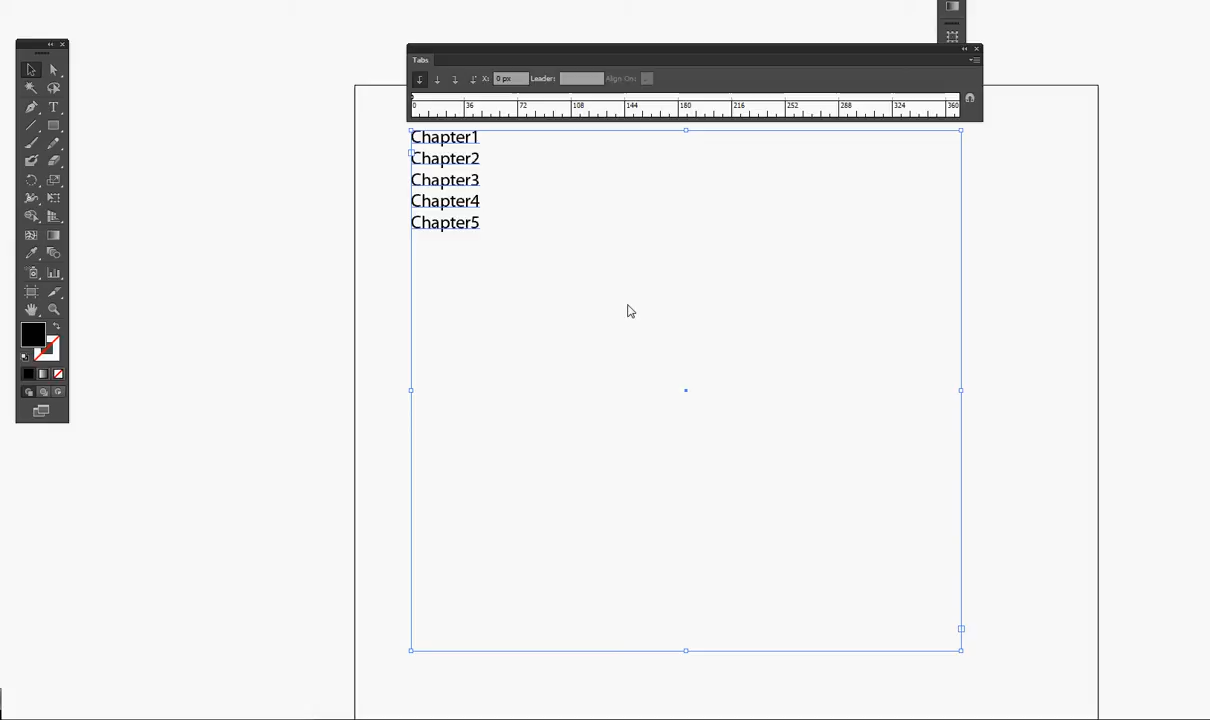 Tabs
X: 0 px Leader: Align On: .
0 36 72 108 144 180 216 252 288 324 360
Chapter1
Chapter2
Chapter3
Chapter4
Chapter5